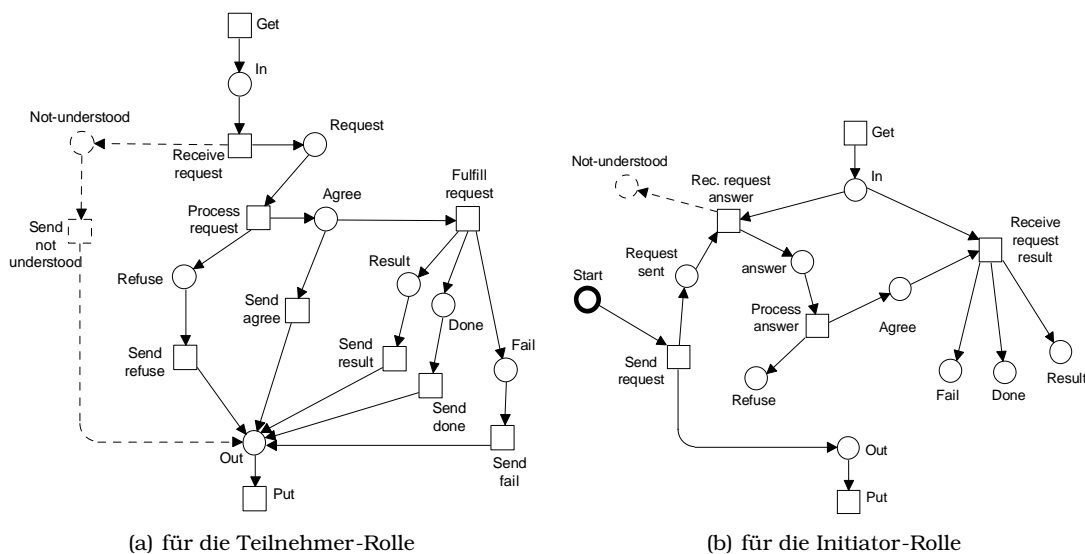 Get
In
Not-understood
Request
Receive
request
Fulfill
request
Agree
Process
request
Send
not
understood
Refuse
Result
Send
agree
Done
Send
result
Fail
Send
refuse
Send
done
Out
Send
fail
Put
(a) für die Teilnehmer-Rolle
Get
Not-understood
In
Rec. request
answer
Receive
request
result
Request
sent
answer
Start
Process
answer
Agree
Send
request
Refuse
Fail
Done
Result
Out
Put
(b) für die Initiator-Rolle